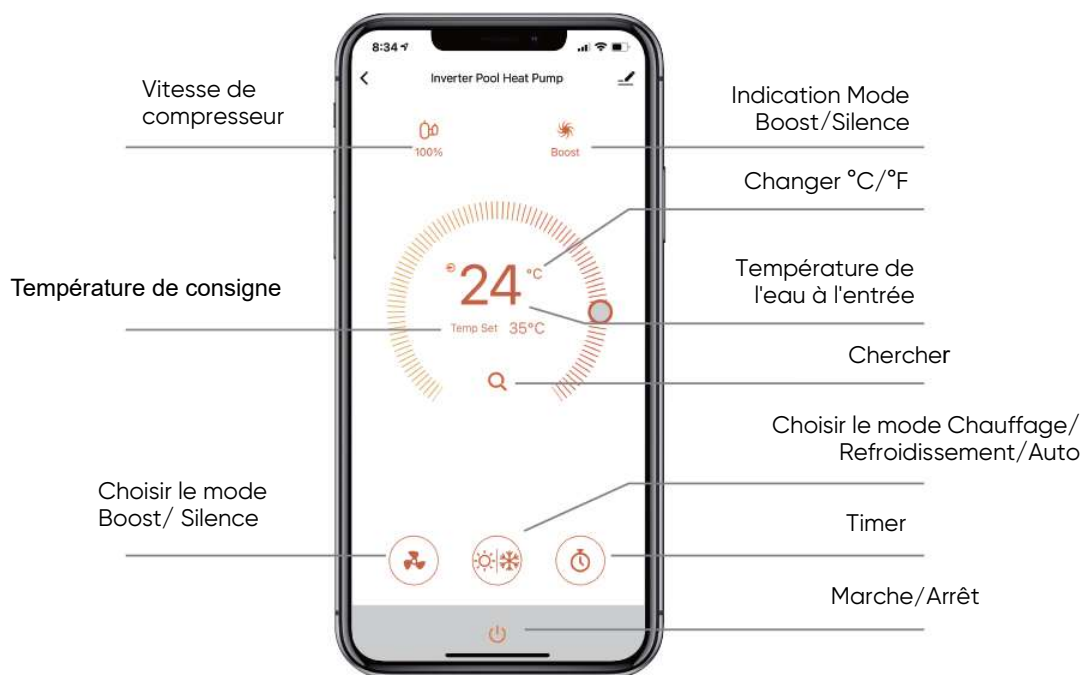 8:34
Inverter Pool Heat Pump
Vitesse de
compresseur
100%
Boost
Indication Mode
Boost/Silence
Changer °C/°F
24 °C
Température de
l'eau à l'entrée
Température de consigne
Temp Set 35°C
Chercher
Choisir le mode Chauffage/
Refroidissement/Auto
Choisir le mode
Boost/ Silence
Timer
Marche/Arrêt